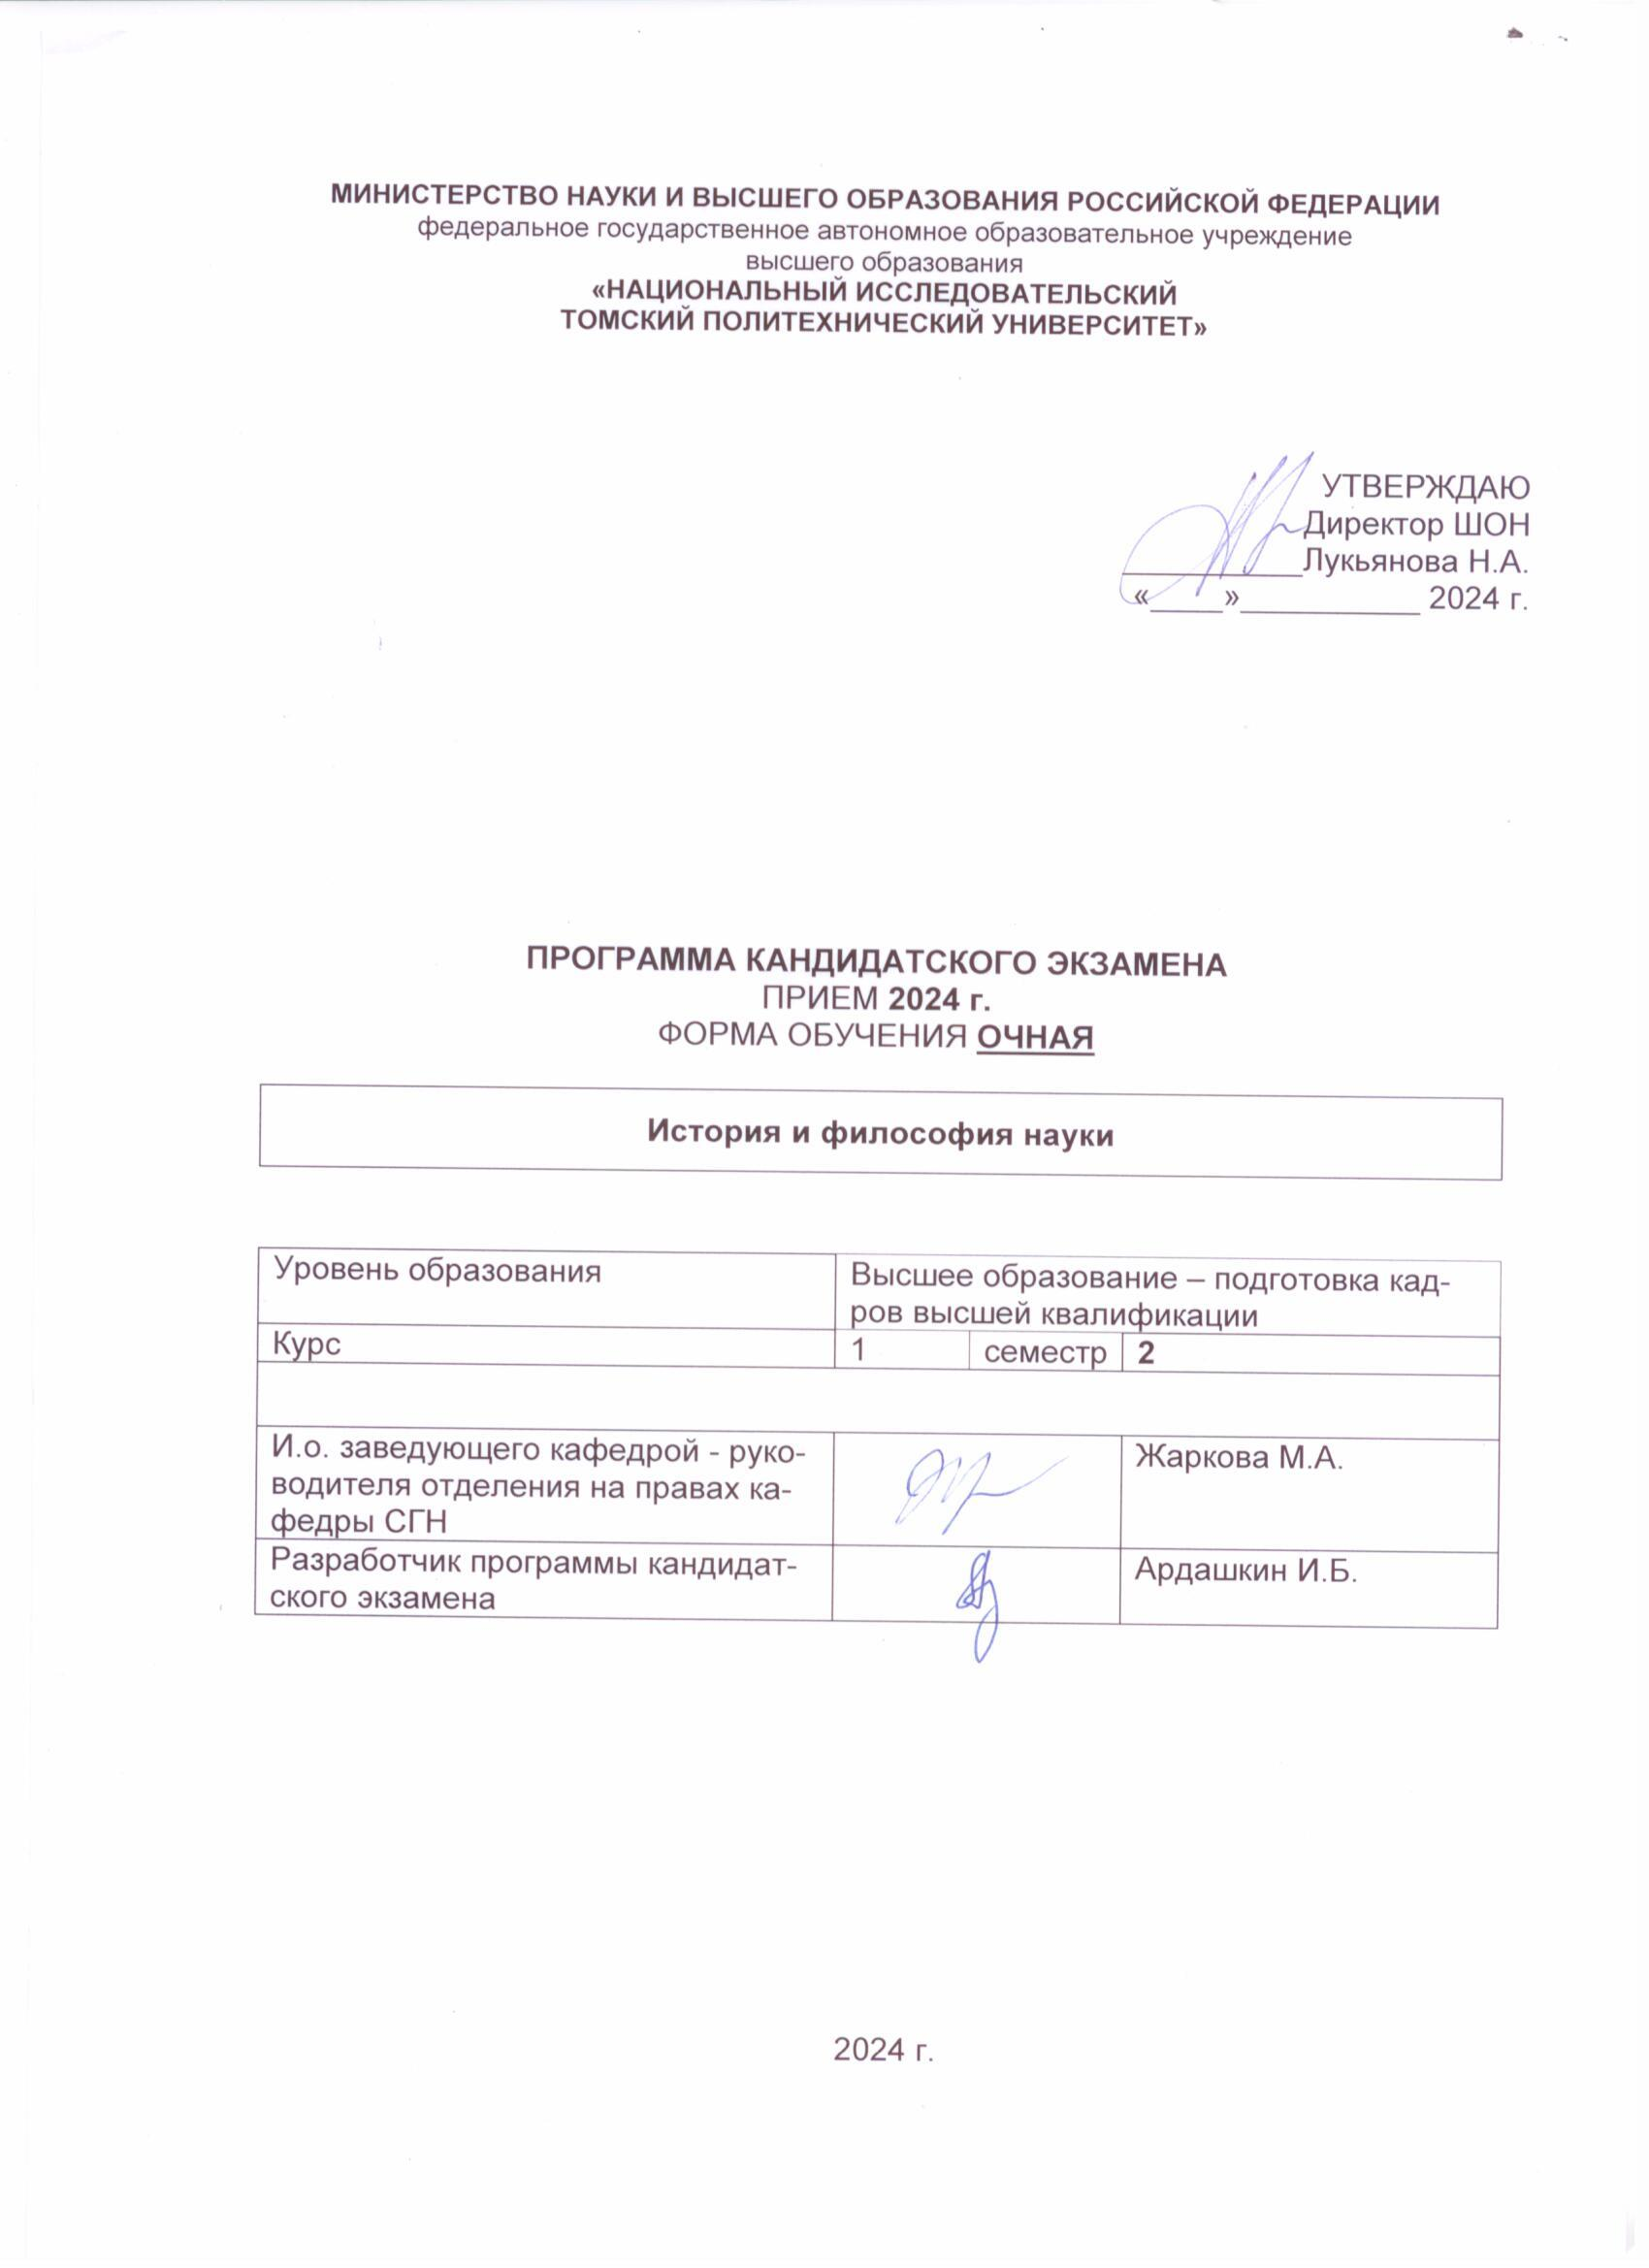 МИНИСТЕРСТВО НАУКИ И ВЫСШЕГО ОБРАЗОВАНИЯ РОССИЙСКОЙ ФЕДЕРАЦИИ
федеральное государственное автономное образовательное учреждение
высшего образования
«НАЦИОНАЛЬНЫЙ ИССЛЕДОВАТЕЛЬСКИЙ
ТОМСКИЙ ПОЛИТЕХНИЧЕСКИЙ УНИВЕРСИТЕТ»
УТВЕРЖДАЮ
Директор ШОН
__________Лукьянова Н.А.
«____»__________ 2024 г.
ПРОГРАММА КАНДИДАТСКОГО ЭКЗАМЕНА
ПРИЕМ 2024 г.
ФОРМА ОБУЧЕНИЯ ОЧНАЯ
История и философия науки
Уровень образования
Высшее образование – подготовка кад-
ров высшей квалификации
Курс 1 семестр 2
И.о. заведующего кафедрой - руко-
водителя отделения на правах ка-
федры СГН
Жаркова М.А.
Разработчик программы кандидат-
ского экзамена
Ардашкин И.Б.
2024 г.